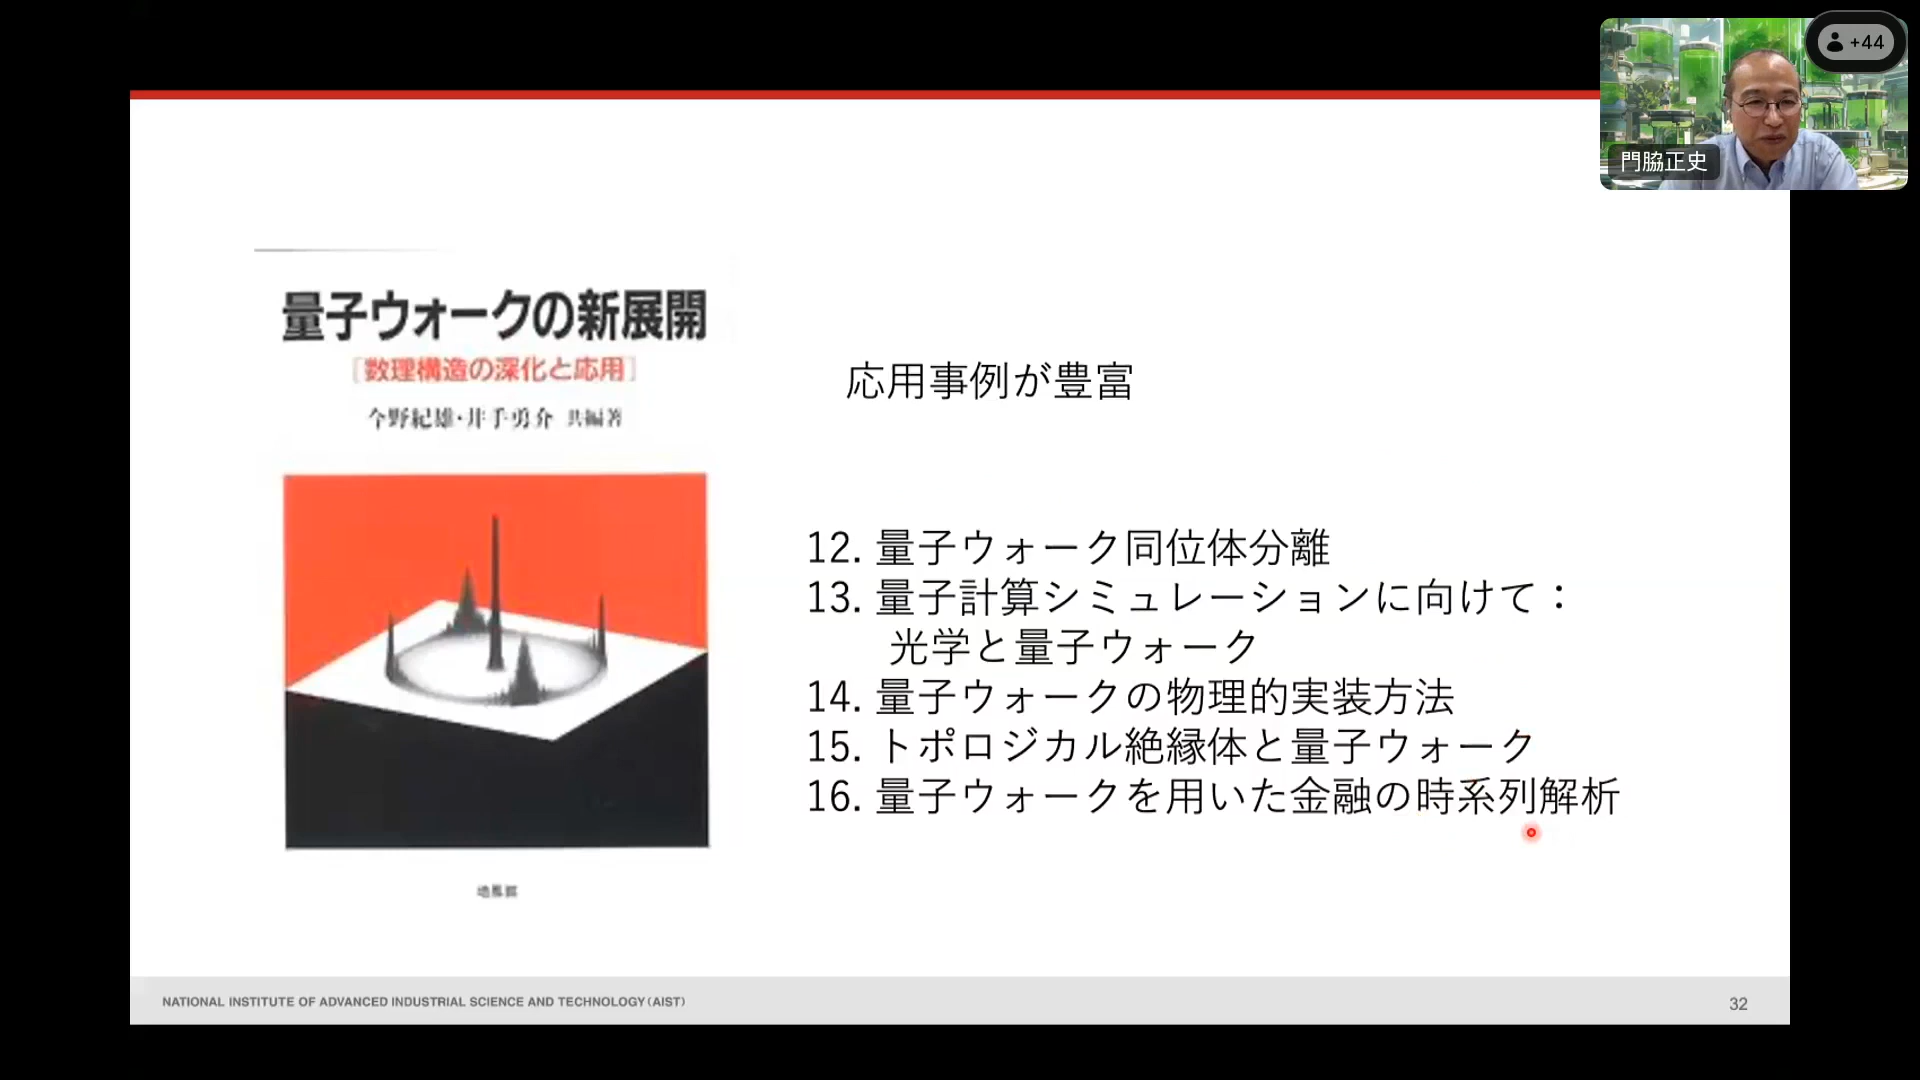 +44
門脇正史
量子ウォークの新展開
[数理構造の深化と応用]
今野紀雄・井手勇介 共編著
応用事例が豊富
12. 量子ウォーク同位体分離
13. 量子計算シミュレーションに向けて：
光学と量子ウォーク
14. 量子ウォークの物理的実装方法
15. トポロジカル絶縁体と量子ウォーク
16. 量子ウォークを用いた金融の時系列解析
NATIONAL INSTITUTE OF ADVANCED INDUSTRIAL SCIENCE AND TECHNOLOGY (AIST)
32